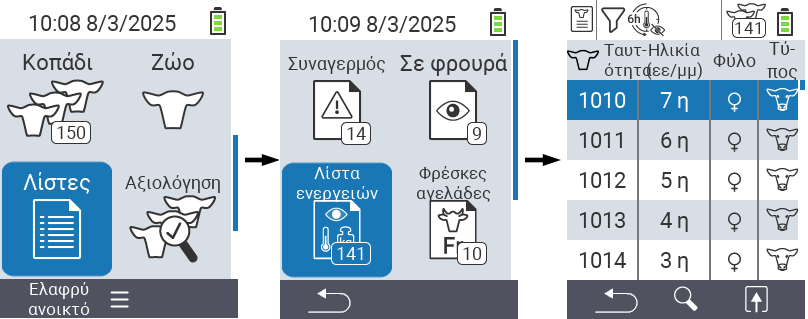 10:08 8/3/2025
Κοπάδι
Ζώο
150
Λίστες
Αξιολόγηση
Ελαφρύ
ανοικτό
10:09 8/3/2025
Συναγερμός
Σε φρουρά
14
9
Λίστα
ενεργειών
Φρέσκες
αγελάδες
141
Fr
10
6h
141
Ταυτ-
ότητα
Ηλικία
(εε/μμ)
Φύλο
Τύ-
πος
1010 7 η ♀
1011 6 η ♀
1012 5 η ♀
1013 4 η ♀
1014 3 η ♀